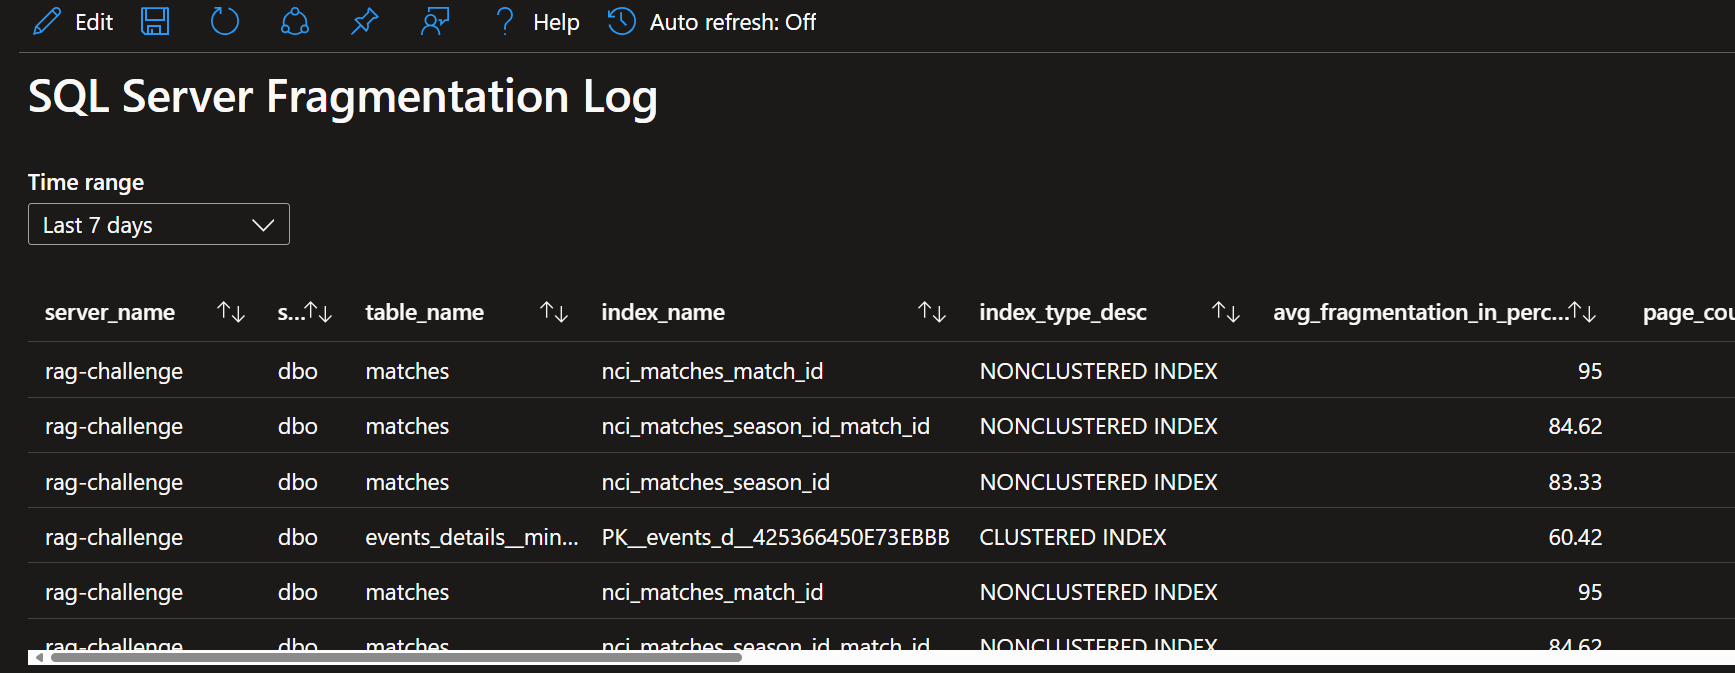 Edit Help Auto refresh: Off
SQL Server Fragmentation Log
Time range
Last 7 days
server_name s... table_name index_name index_type_desc avg_fragmentation_in_perc... page_cou
rag-challenge dbo matches nci_matches_match_id NONCLUSTERED INDEX 95
rag-challenge dbo matches nci_matches_season_id_match_id NONCLUSTERED INDEX 84.62
rag-challenge dbo matches nci_matches_season_id NONCLUSTERED INDEX 83.33
rag-challenge dbo events_details__min... PK__events_d__425366450E73EBBB CLUSTERED INDEX 60.42
rag-challenge dbo matches nci_matches_match_id NONCLUSTERED INDEX 95
rag-challenge dbo matches nci_matches_season_id_match_id NONCLUSTERED INDEX 84.62